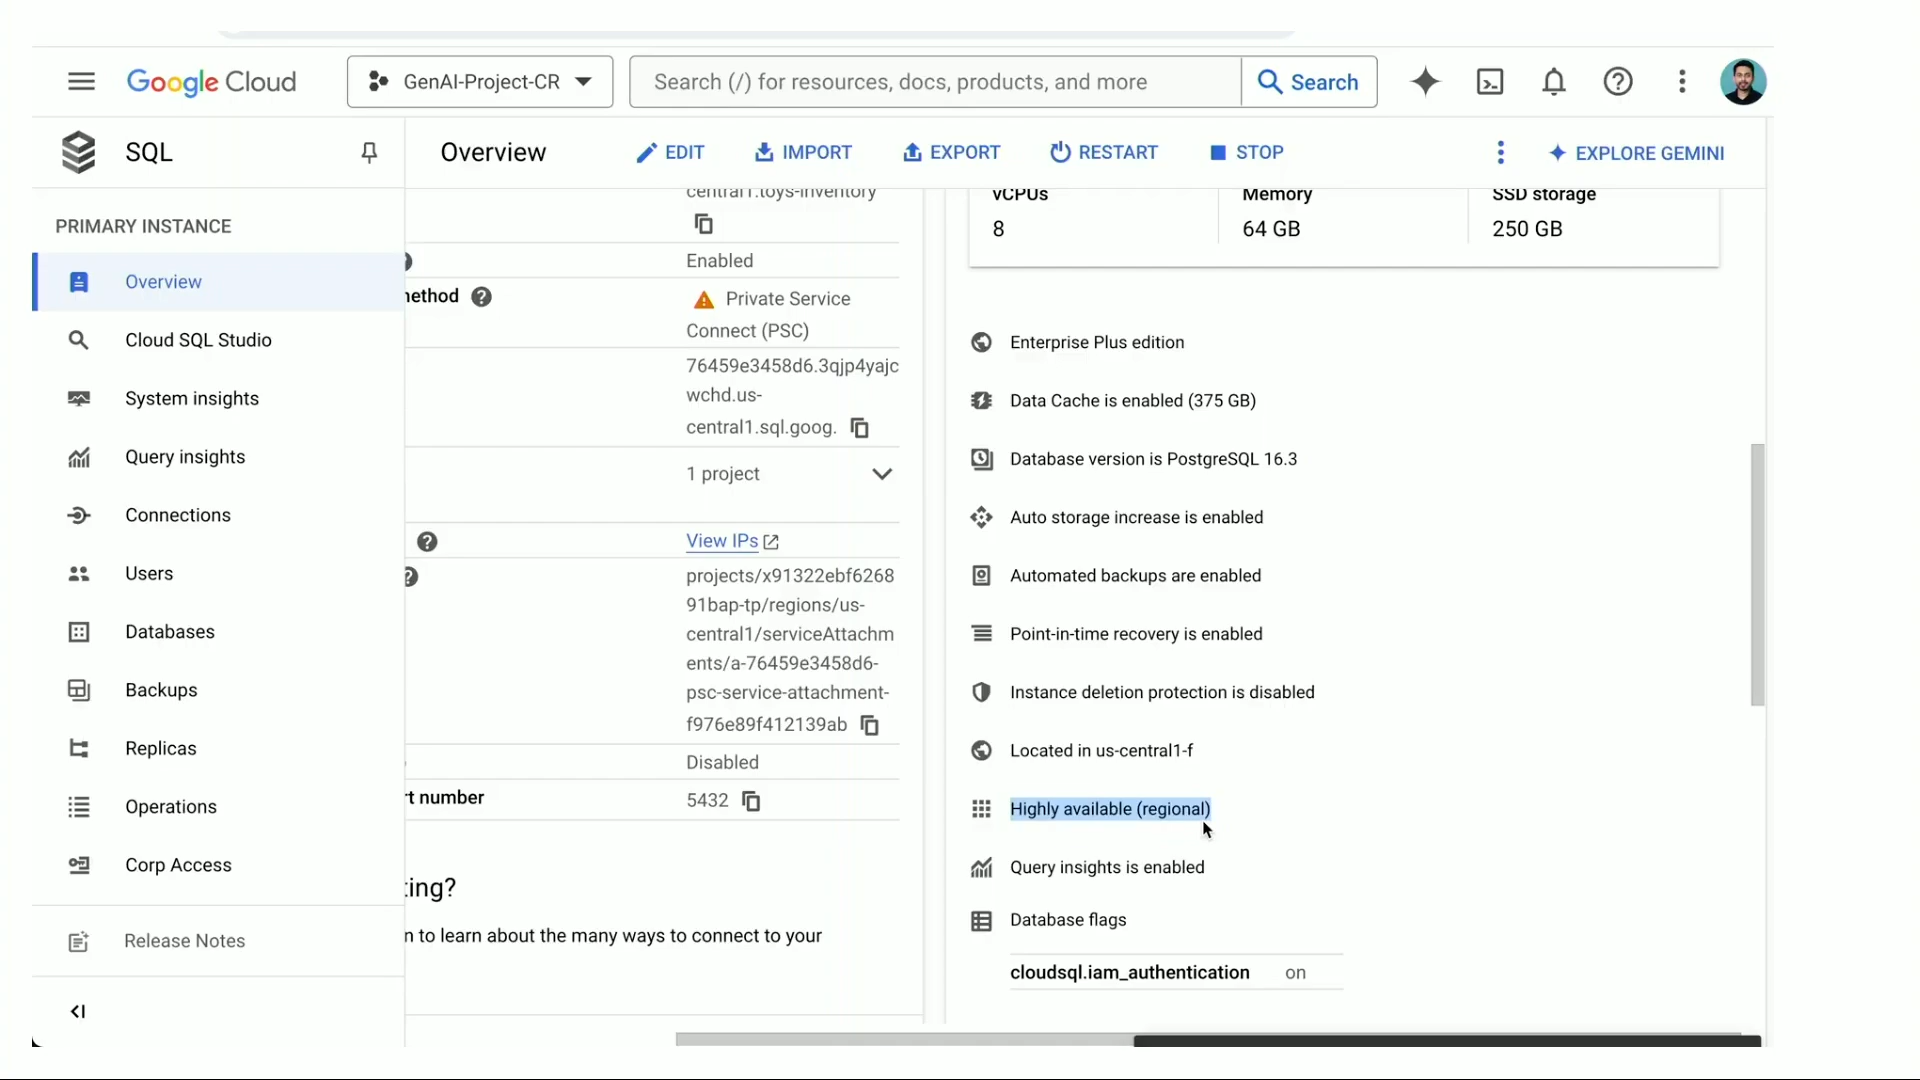 Google Cloud
GenAI-Project-CR
Search (/) for resources, docs, products, and more
Search
SQL
Overview
EDIT
IMPORT
EXPORT
RESTART
STOP
EXPLORE GEMINI
PRIMARY INSTANCE
Overview
Cloud SQL Studio
System insights
Query insights
Connections
Users
Databases
Backups
Replicas
Operations
Corp Access
Release Notes
central1.toys-inventory
Enabled
nethod
Private Service
Connect (PSC)
76459e3458d6.3qjp4yajc
wchd.us-
central1.sql.goog.
1 project
View IPs
projects/x91322ebf6268
91bap-tp/regions/us-
central1/serviceAttachm
ents/a-76459e3458d6-
psc-service-attachment-
f976e89f412139ab
Disabled
rt number
5432
ting?
n to learn about the many ways to connect to your
vCPUs
Memory
SSD storage
8
64 GB
250 GB
Enterprise Plus edition
Data Cache is enabled (375 GB)
Database version is PostgreSQL 16.3
Auto storage increase is enabled
Automated backups are enabled
Point-in-time recovery is enabled
Instance deletion protection is disabled
Located in us-central1-f
Highly available (regional)
Query insights is enabled
Database flags
cloudsql.iam_authentication on